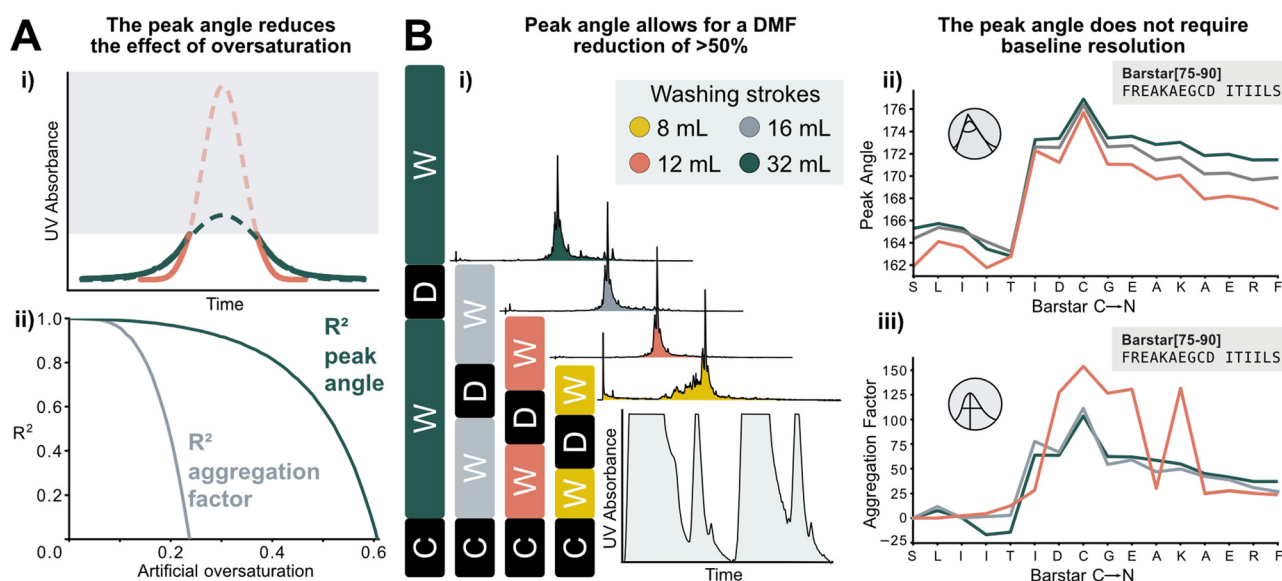 A
The peak angle reduces
the effect of oversaturation
i)
UV Absorbance
Time
ii)
1.0
0.8
0.6
R²
0.4
0.2
0.0
0.2
0.4
0.6
Artificial oversaturation
R²
peak
angle
R²
aggregation
factor
B
Peak angle allows for a DMF
reduction of >50%
i)
Washing strokes
8 mL
16 mL
12 mL
32 mL
W
D
W
C
W
D
W
C
W
D
W
C
W
D
W
C
UV Absorbance
Time
The peak angle does not require
baseline resolution
ii)
Barstar[75-90]
FREAKAEGCD ITIILS
Peak Angle
176
174
172
170
168
166
164
162
S L I I T I D C G E A K A E R F
Barstar C→N
iii)
Barstar[75-90]
FREAKAEGCD ITIILS
Aggregation Factor
150
125
100
75
50
25
0
−25
S L I I T I D C G E A K A E R F
Barstar C→N